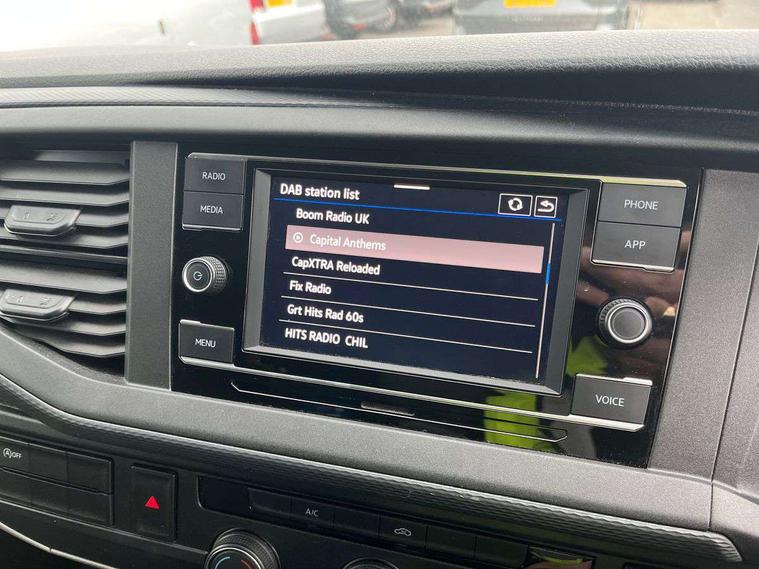 RADIO
MEDIA
MENU
DAB station list
Boom Radio UK
Capital Anthems
CapXTRA Reloaded
Fix Radio
Grt Hits Rad 60s
HITS RADIO CHIL
PHONE
APP
VOICE
OFF
A/C